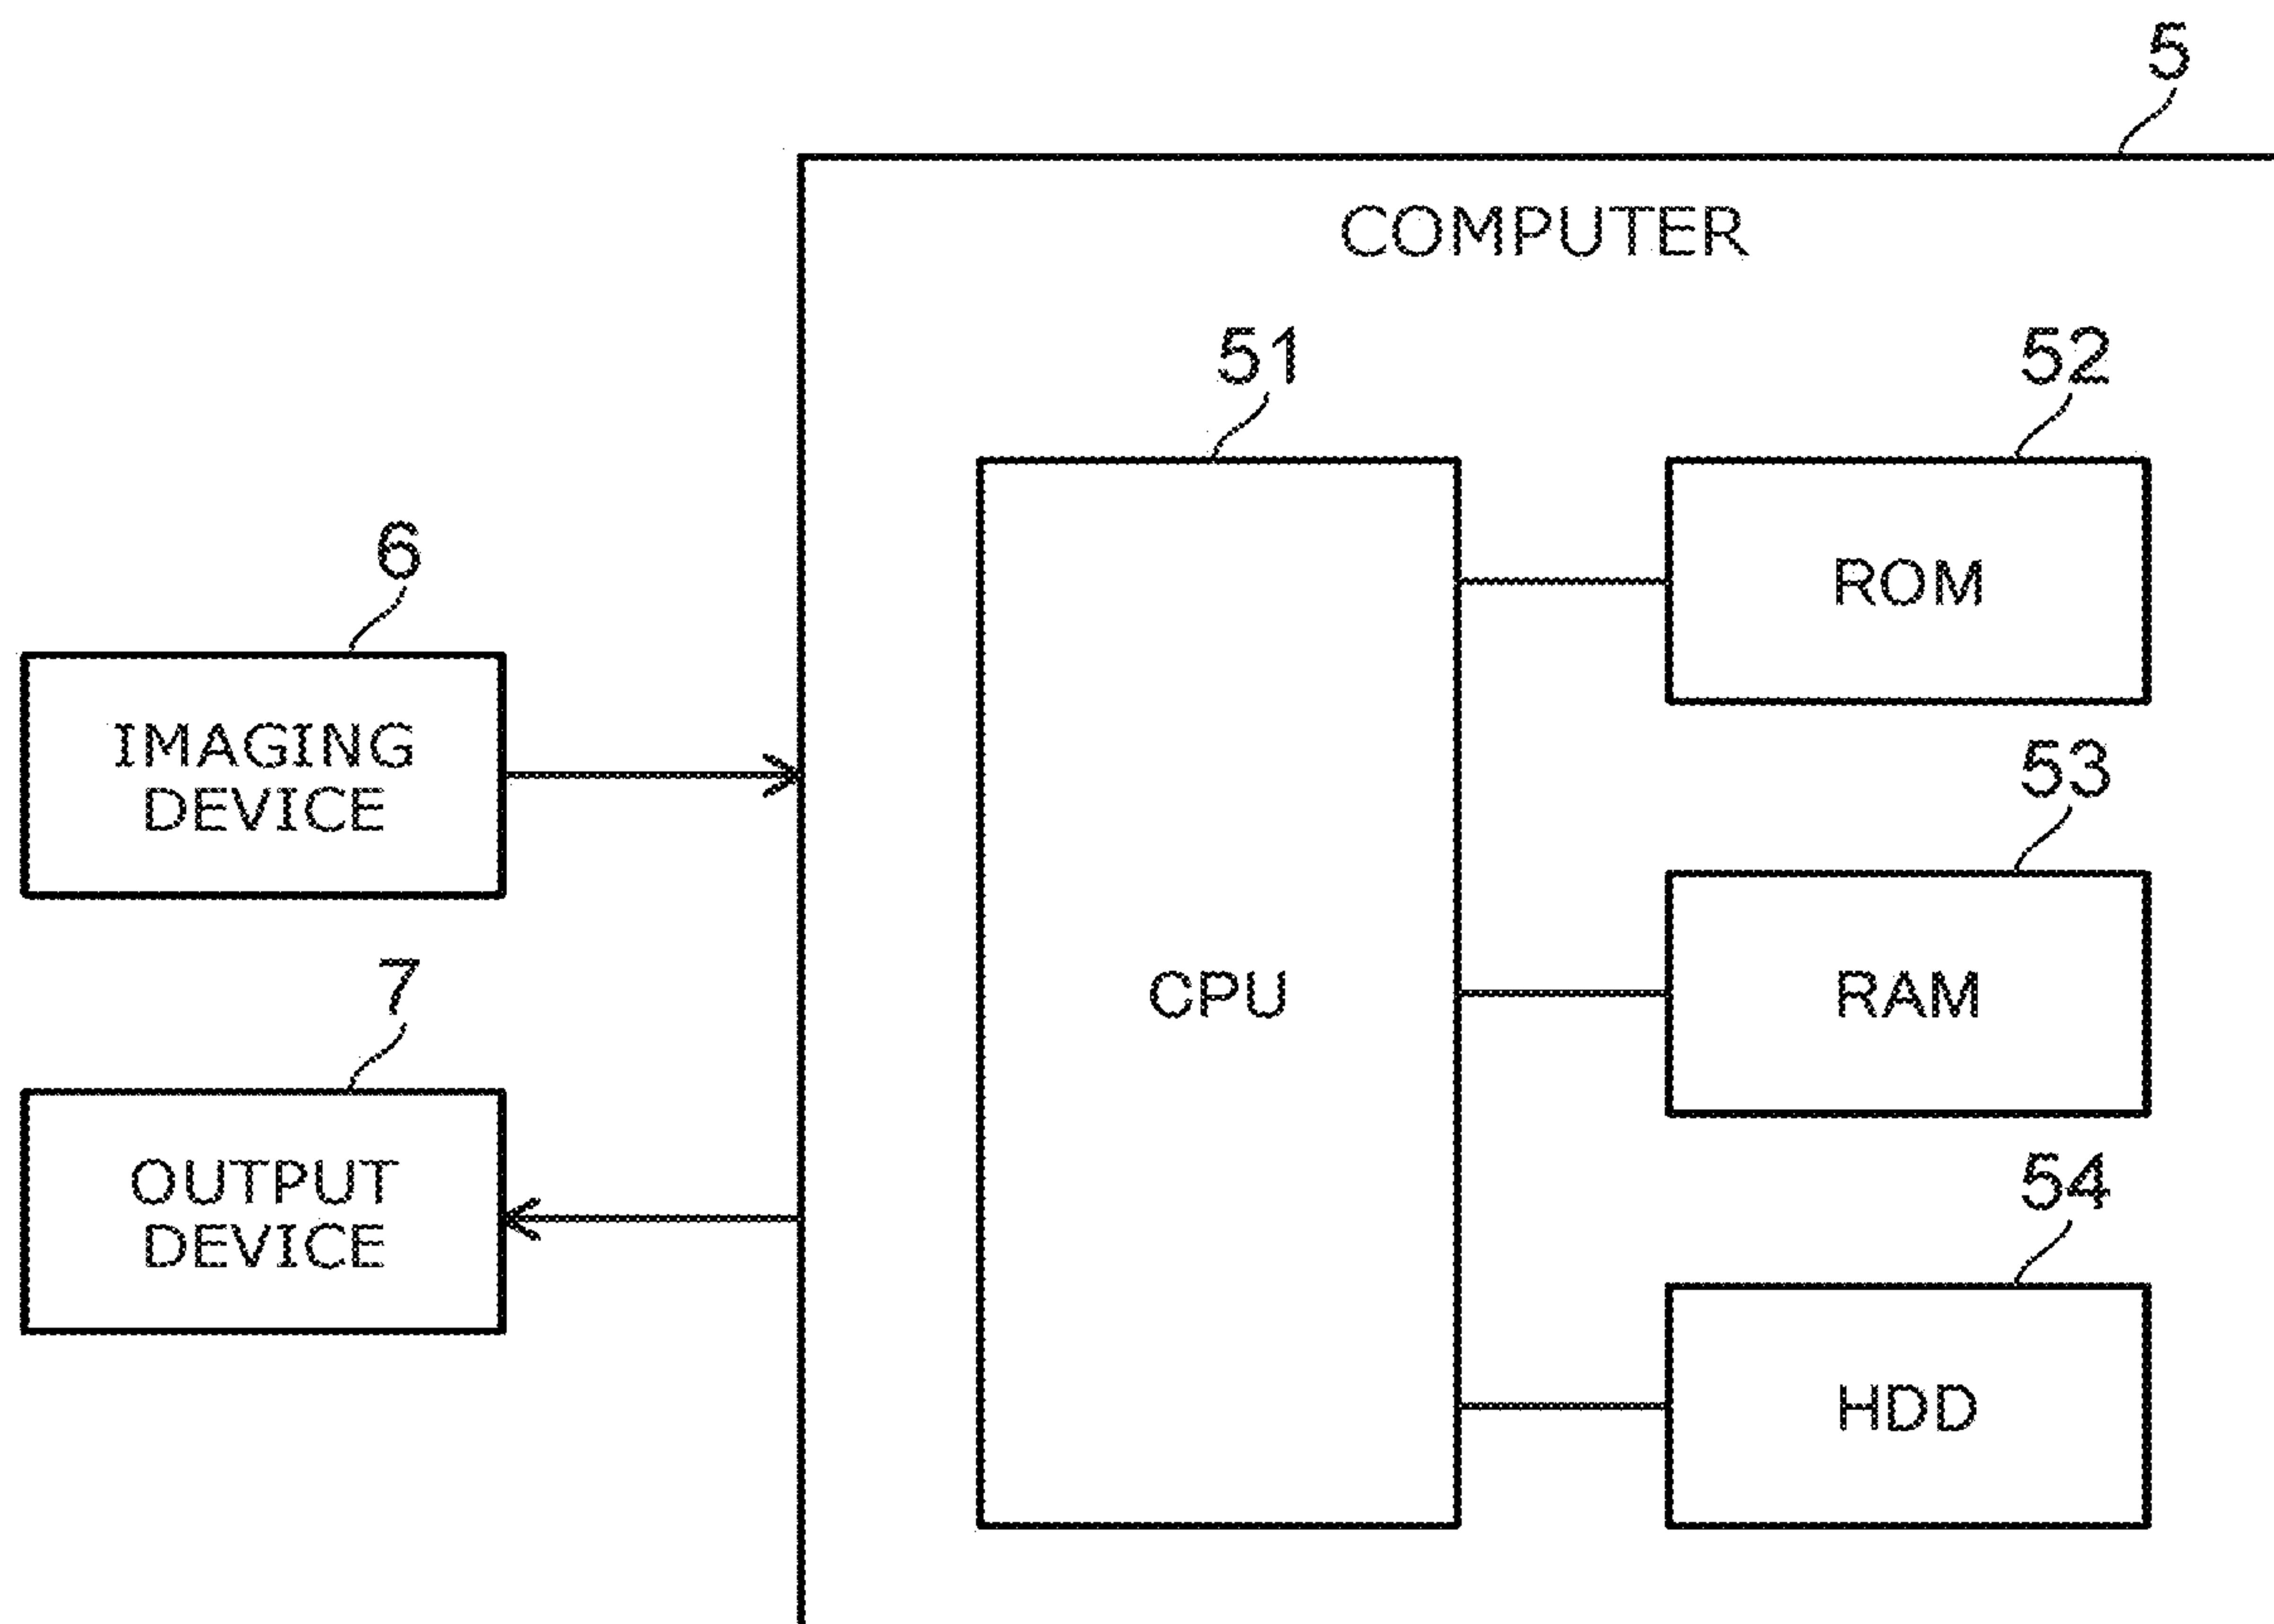 5
COMPUTER
51
52
6
ROM
IMAGING
DEVICE
53
7
CPU
RAM
OUTPUT
DEVICE
54
HDD